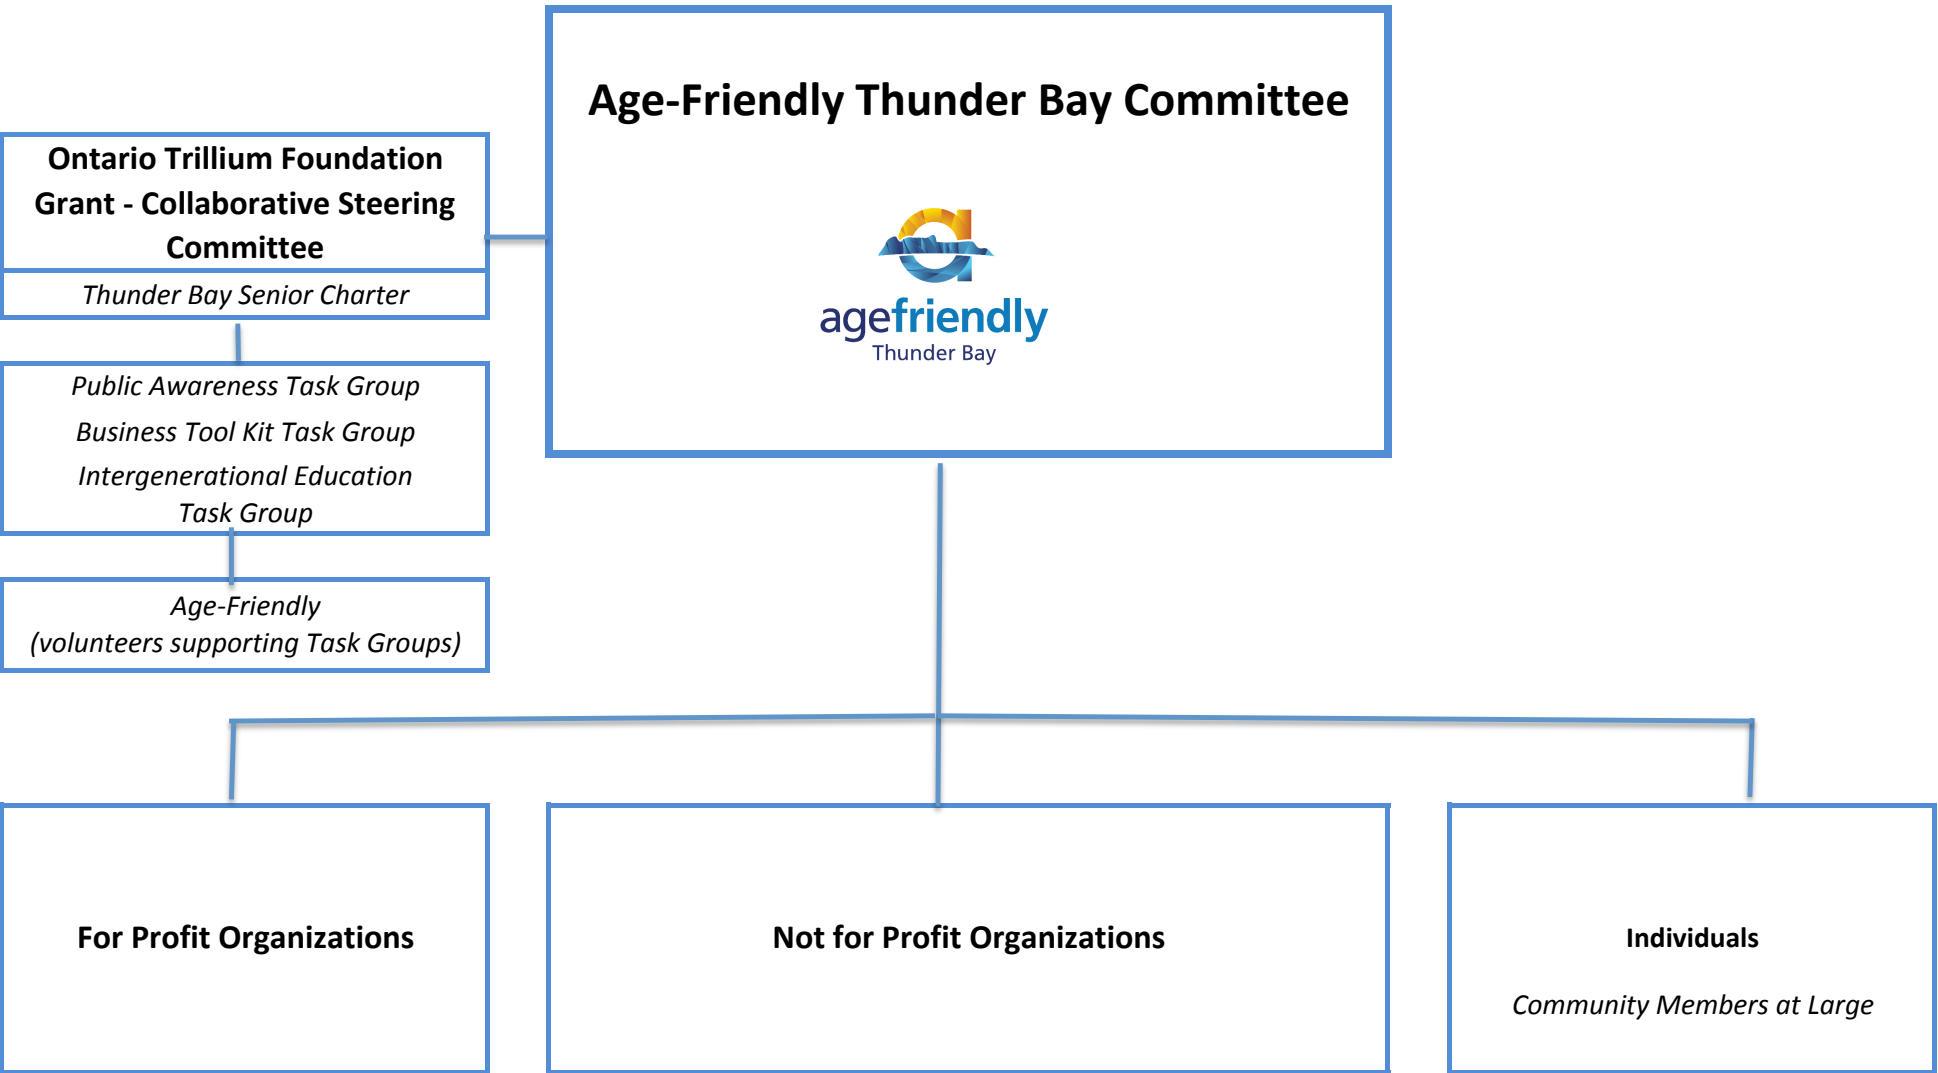 Age-Friendly Thunder Bay Committee
agefriendly
Thunder Bay
Ontario Trillium Foundation
Grant - Collaborative Steering
Committee
Thunder Bay Senior Charter
Public Awareness Task Group
Business Tool Kit Task Group
Intergenerational Education
Task Group
Age-Friendly
(volunteers supporting Task Groups)
For Profit Organizations
Not for Profit Organizations
Individuals
Community Members at Large